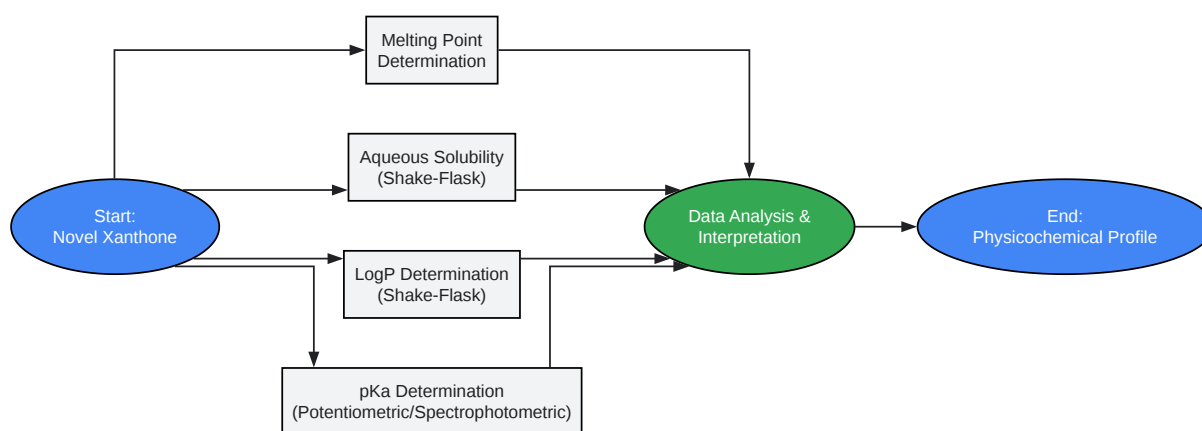 Melting Point
Determination
Aqueous Solubility
(Shake-Flask)
Start:
Novel Xanthone
Data Analysis &
Interpretation
End:
Physicochemical Profile
LogP Determination
(Shake-Flask)
pKa Determination
(Potentiometric/Spectrophotometric)